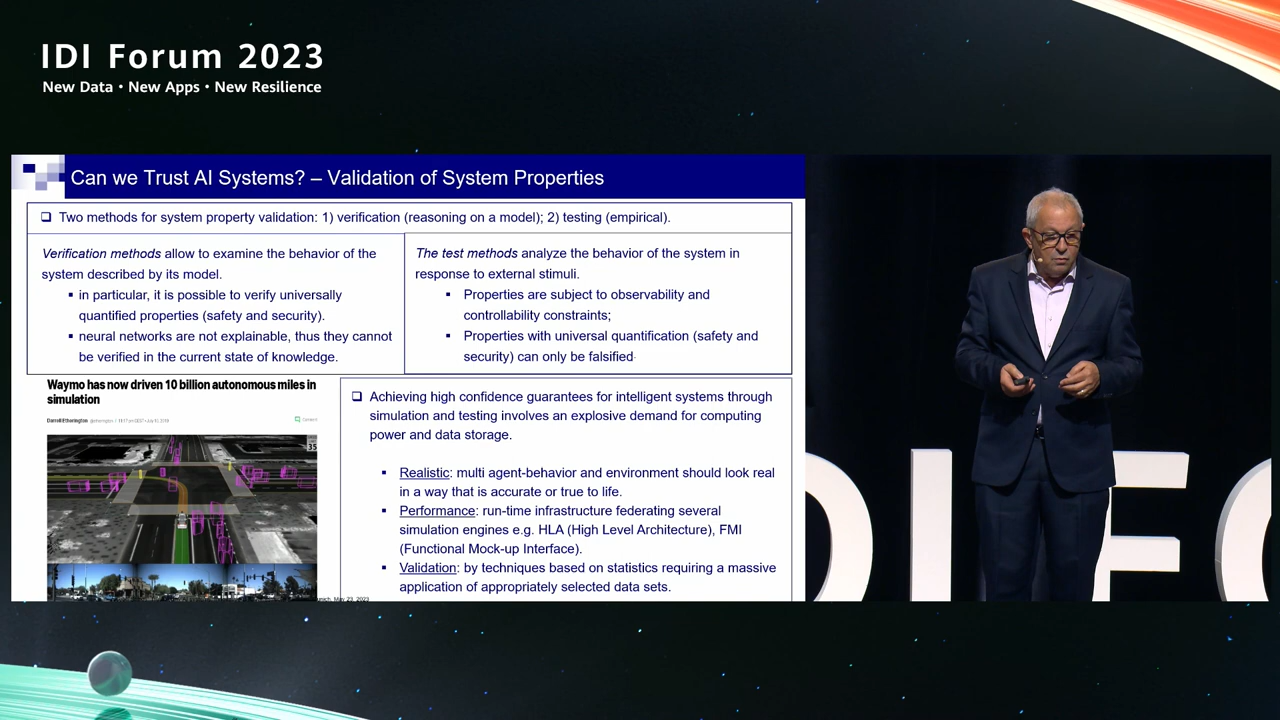 IDI Forum 2023
New Data • New Apps • New Resilience
Can we Trust AI Systems? – Validation of System Properties
❑ Two methods for system property validation: 1) verification (reasoning on a model); 2) testing (empirical).
Verification methods allow to examine the behavior of the
system described by its model.
▪ in particular, it is possible to verify universally
quantified properties (safety and security).
▪ neural networks are not explainable, thus they cannot
be verified in the current state of knowledge.
The test methods analyze the behavior of the system in
response to external stimuli.
▪ Properties are subject to observability and
controllability constraints;
▪ Properties with universal quantification (safety and
security) can only be falsified
Waymo has now driven 10 billion autonomous miles in
simulation
Darrell Etherington
35
❑ Achieving high confidence guarantees for intelligent systems through
simulation and testing involves an explosive demand for computing
power and data storage.
▪ Realistic: multi agent-behavior and environment should look real
in a way that is accurate or true to life.
▪ Performance: run-time infrastructure federating several
simulation engines e.g. HLA (High Level Architecture), FMI
(Functional Mock-up Interface).
▪ Validation: by techniques based on statistics requiring a massive
application of appropriately selected data sets.
May 23, 2023
DI FO